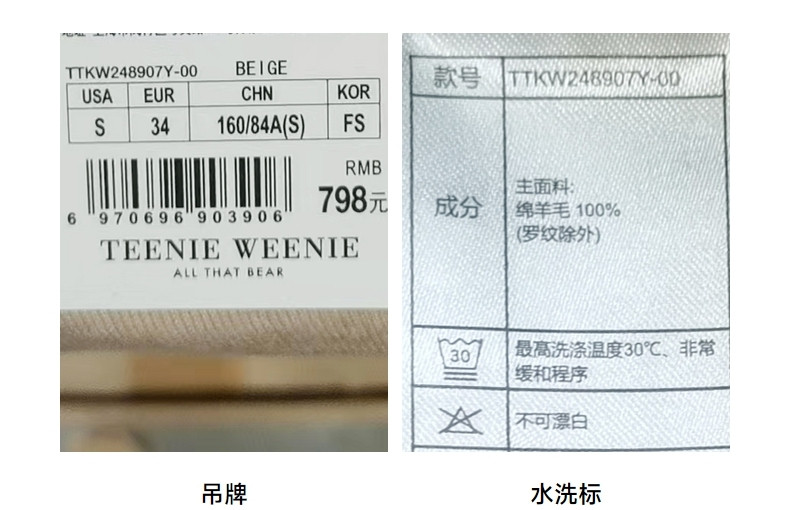 TTKW248907Y-00 BEIGE
USA EUR CHN KOR
S 34 160/84A(S) FS
RMB
798元
6 970696 903906
TEENIE WEENIE
ALL THAT BEAR
款号 TTKW248907Y-00
成分
主面料:
绵羊毛 100%
(罗纹除外)
30
最高洗涤温度30℃、非常
缓和程序
不可漂白
吊牌
水洗标